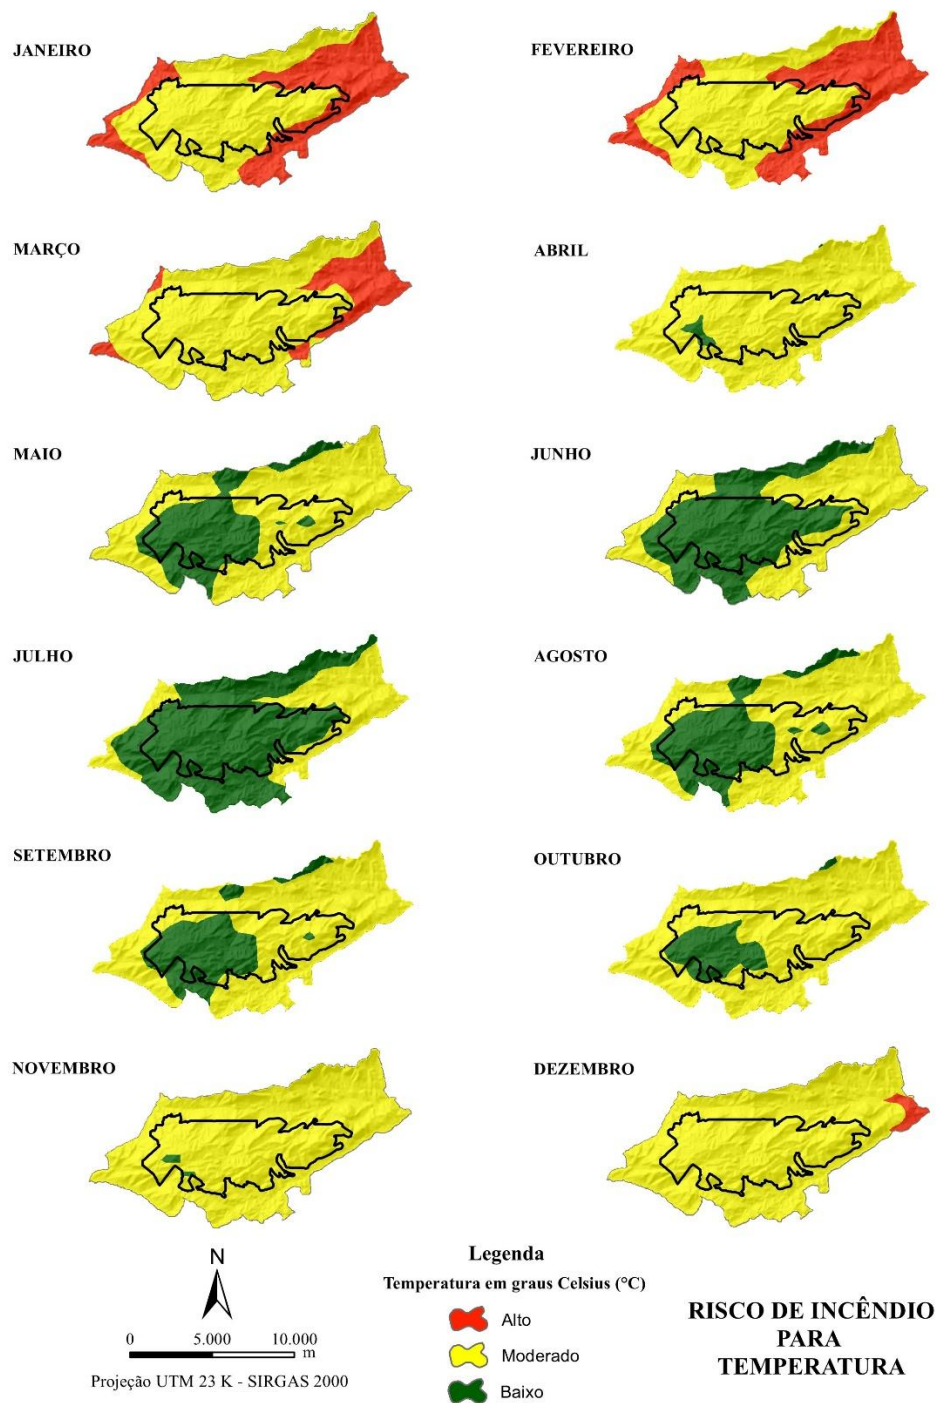 JANEIRO
FEVEREIRO
MARÇO
ABRIL
MAIO
JUNHO
JULHO
AGOSTO
SETEMBRO
OUTUBRO
NOVEMBRO
DEZEMBRO
N
0 5.000 10.000
m
Projeção UTM 23 K - SIRGAS 2000
Legenda
Temperatura em graus Celsius (°C)
Alto
Moderado
Baixo
RISCO DE INCÊNDIO
PARA
TEMPERATURA